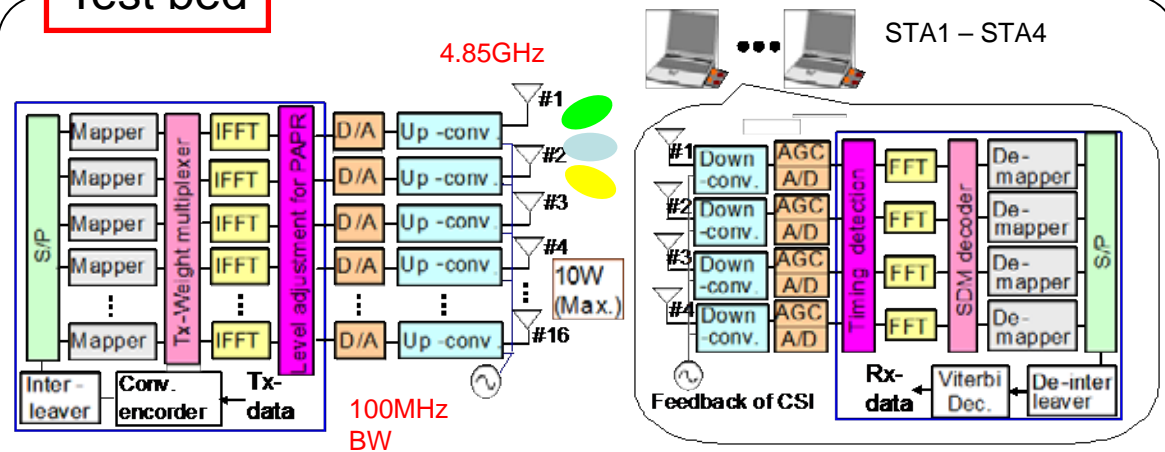 Test bed
4.85GHz
STA1 – STA4
S/P
Mapper
Mapper
Mapper
Mapper
Mapper
Tx-Weight multiplexer
IFFT
IFFT
IFFT
IFFT
IFFT
Level adjustment for PAPR
D/A
D/A
D/A
D/A
D/A
Up -conv.
Up -conv.
Up -conv.
Up -conv.
Up -conv.
#1
#2
#3
#4
#16
10W
(Max.)
Inter -
leaver
Conv.
encorder
Tx-
data
100MHz
BW
#1
#2
#3
#4
Down
-conv.
Down
-conv.
Down
-conv.
Down
-conv.
AGC
A/D
AGC
A/D
AGC
A/D
AGC
A/D
Timing detection
FFT
FFT
FFT
FFT
SDM decoder
De-
mapper
De-
mapper
De-
mapper
De-
mapper
S/P
Feedback of CSI
Rx-
data
Viterbi
Dec.
De-inter
leaver